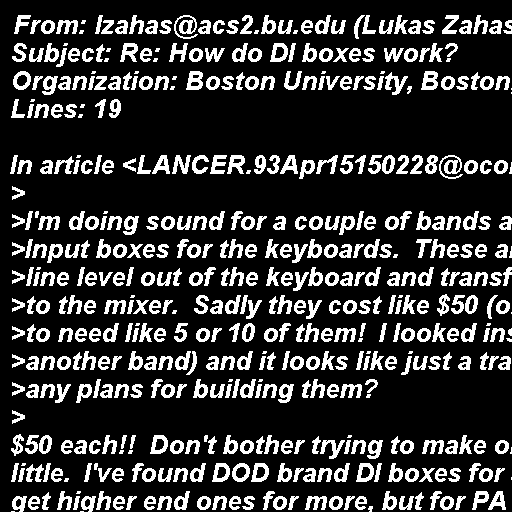 From: lzahas@acs2.bu.edu (Lukas Zahas
Subject: Re: How do DI boxes work?
Organization: Boston University, Boston,
Lines: 19

In article <LANCER.93Apr15150228@oco
>
>I'm doing sound for a couple of bands a
>Input boxes for the keyboards.  These a
>line level out of the keyboard and transf
>to the mixer.  Sadly they cost like $50 (o
>to need like 5 or 10 of them!  I looked ins
>another band) and it looks like just a tra
>any plans for building them?
>
$50 each!!  Don't bother trying to make o
little.  I've found DOD brand DI boxes for
get higher end ones for more, but for PA